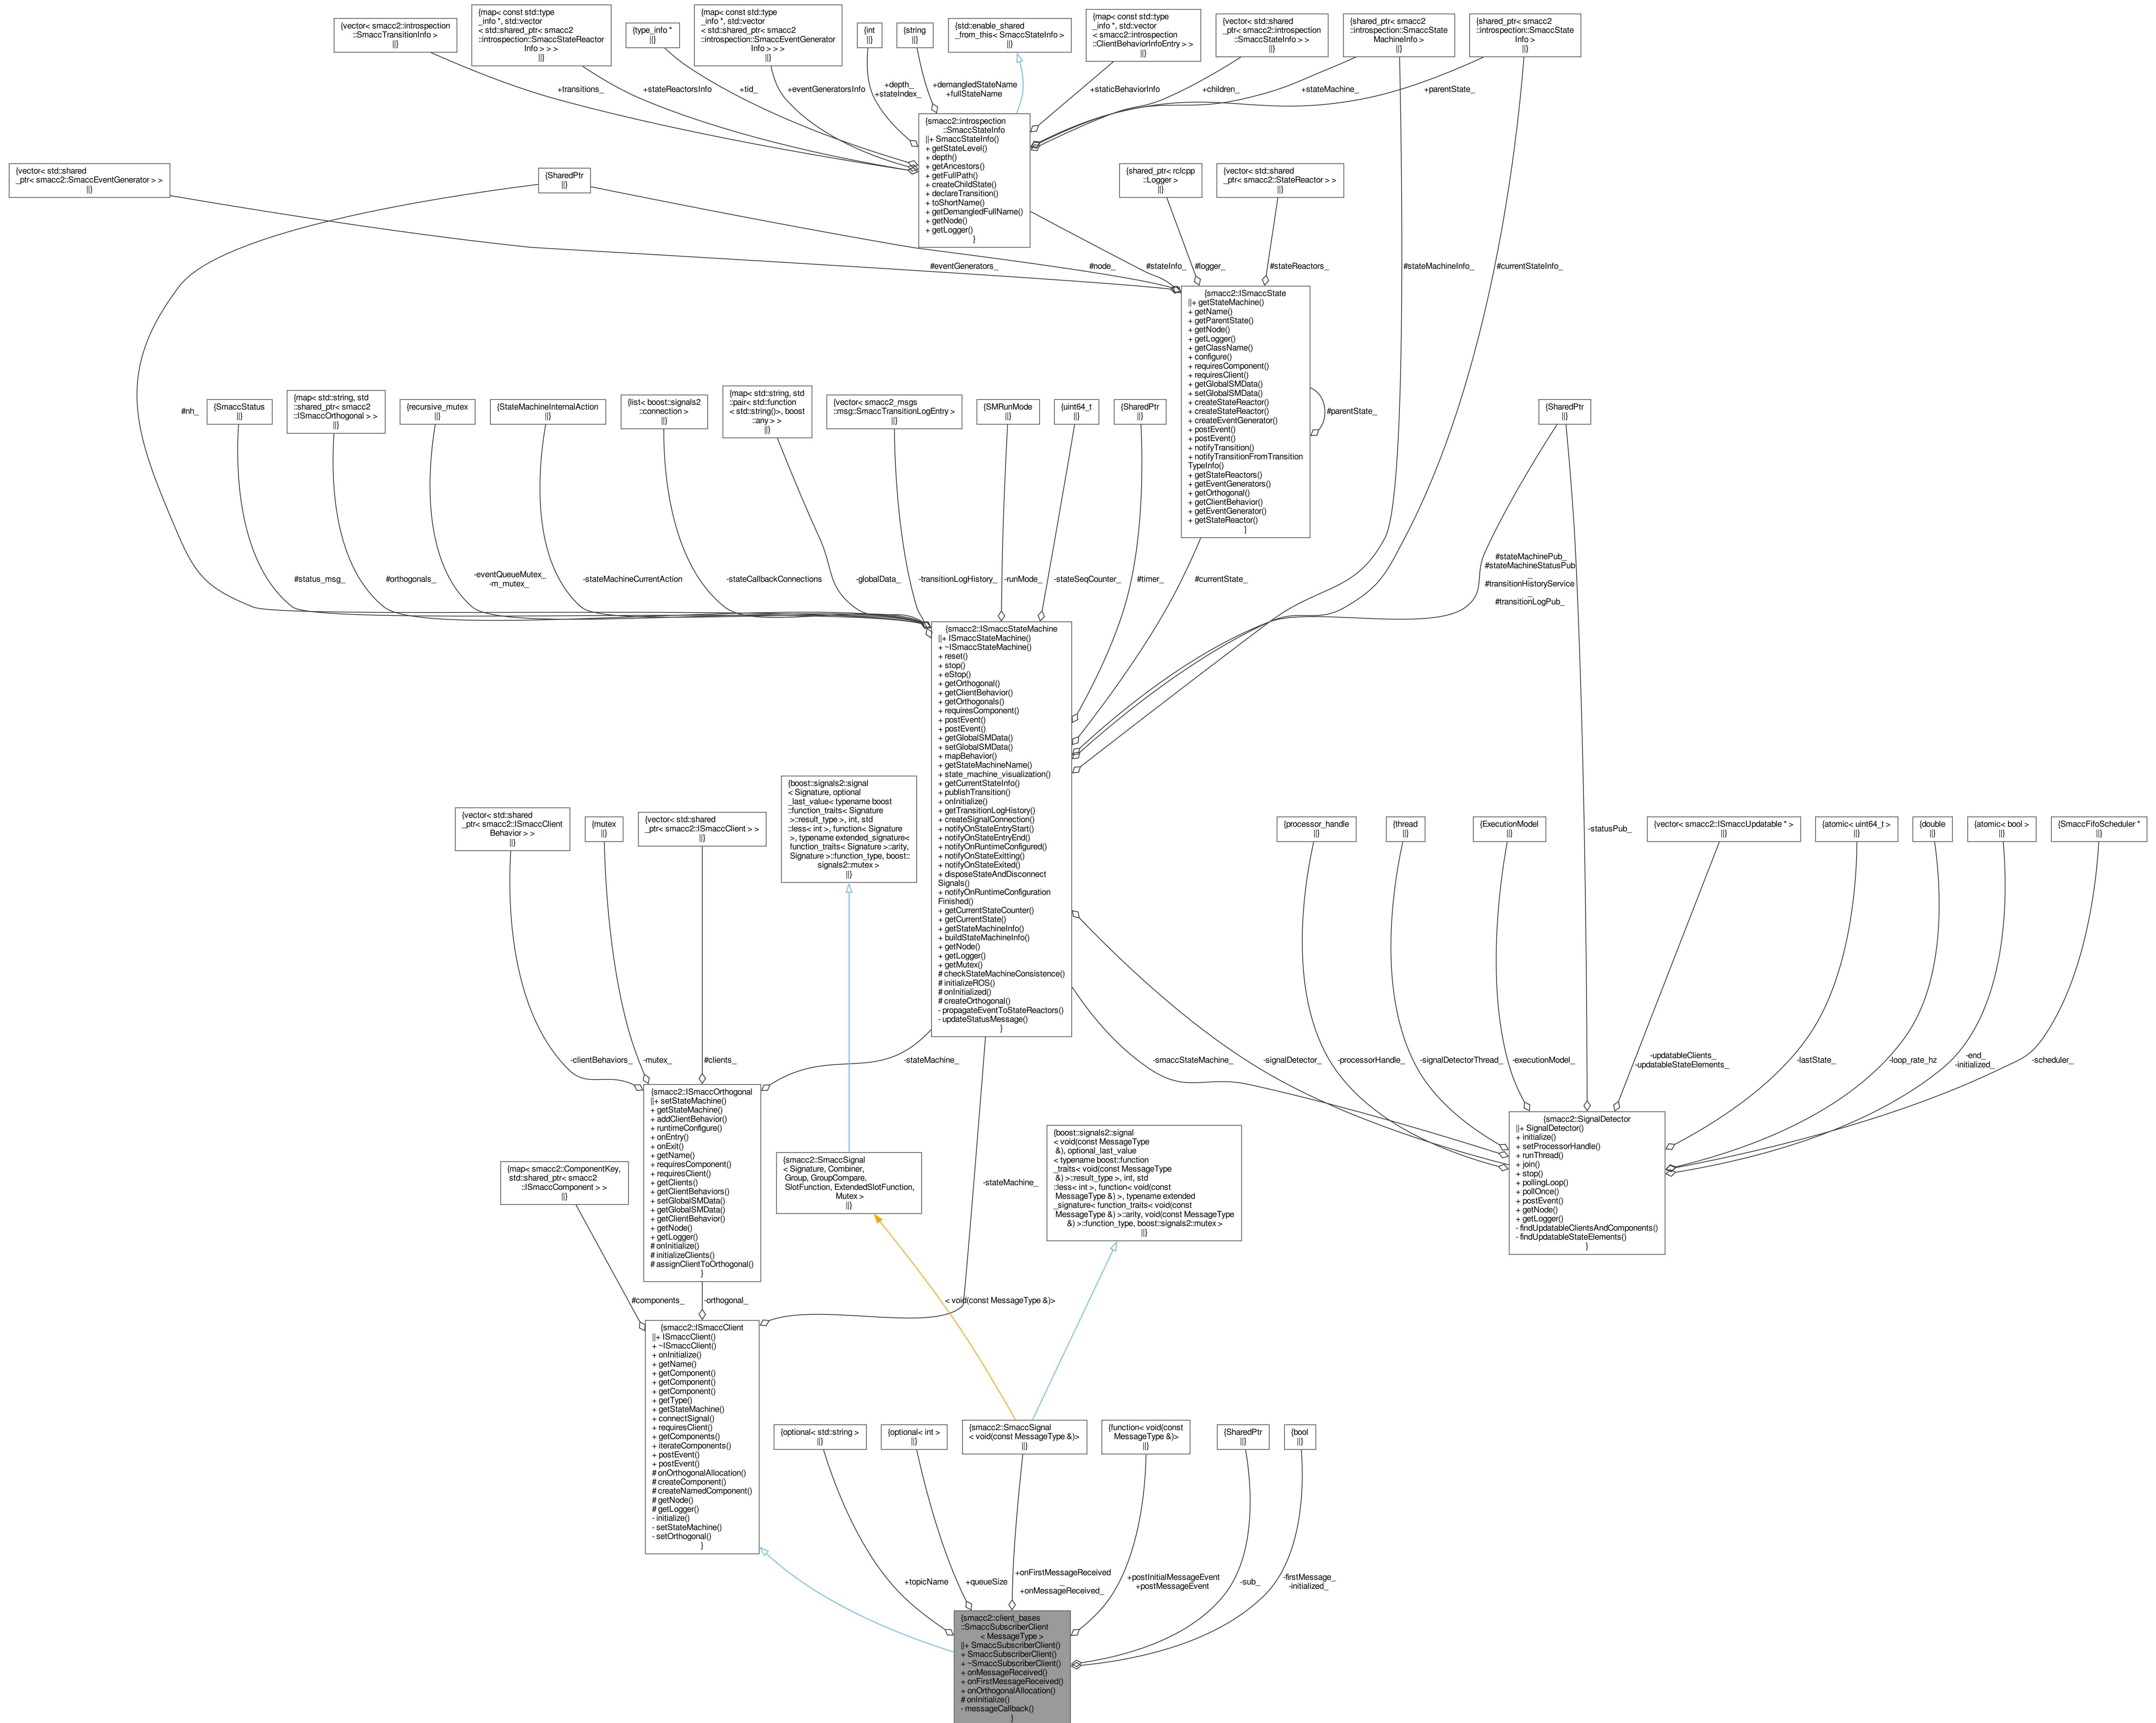 {vector< smacc2::introspection
::SmaccTransitionInfo >
||}
{map< const std::type
_info *, std::vector
< std::shared_ptr< smacc2
::introspection::SmaccStateReactor
Info > > >
||}
{type_info *
||}
{map< const std::type
_info *, std::vector
< std::shared_ptr< smacc2
::introspection::SmaccEventGenerator
Info > > >
||}
{int
||}
{string
||}
{std::enable_shared
_from_this< SmaccStateInfo >
||}
{map< const std::type
_info *, std::vector
< smacc2::introspection
::ClientBehaviorInfoEntry > >
||}
{vector< std::shared
_ptr< smacc2::introspection
::SmaccStateInfo > >
||}
{shared_ptr< smacc2
::introspection::SmaccState
MachineInfo >
||}
{shared_ptr< smacc2
::introspection::SmaccState
Info >
||}
+transitions_
+stateReactorsInfo
+tid_
+eventGeneratorsInfo
+depth_
+stateIndex_
+demangledStateName
+fullStateName
+staticBehaviorInfo
+children_
+stateMachine_
+parentState_
{smacc2::introspection
::SmaccStateInfo
||+ SmaccStateInfo()
+ getStateLevel()
+ depth()
+ getAncestors()
+ getFullPath()
+ createChildState()
+ declareTransition()
+ toShortName()
+ getDemangledFullName()
+ getNode()
+ getLogger()
}
{vector< std::shared
_ptr< smacc2::SmaccEventGenerator > >
||}
{SharedPtr
||}
{shared_ptr< rclcpp
::Logger >
||}
{vector< std::shared
_ptr< smacc2::StateReactor > >
||}
#eventGenerators_
#node_
#stateInfo_
#logger_
#stateReactors_
#stateMachineInfo_
#currentStateInfo_
{smacc2::ISmaccState
||+ getStateMachine()
+ getName()
+ getParentState()
+ getNode()
+ getLogger()
+ getClassName()
+ configure()
+ requiresComponent()
+ requiresClient()
+ getGlobalSMData()
+ setGlobalSMData()
+ createStateReactor()
+ createStateReactor()
+ createEventGenerator()
+ postEvent()
+ postEvent()
+ notifyTransition()
+ notifyTransitionFromTransition
TypeInfo()
+ getStateReactors()
+ getEventGenerators()
+ getOrthogonal()
+ getClientBehavior()
+ getEventGenerator()
+ getStateReactor()
}
#parentState_
#nh_
{SmaccStatus
||}
{map< std::string, std
::shared_ptr< smacc2
::ISmaccOrthogonal > >
||}
{recursive_mutex
||}
{StateMachineInternalAction
||}
{list< boost::signals2
::connection >
||}
{map< std::string, std
::pair< std::function
< std::string()>, boost
::any > >
||}
{vector< smacc2_msgs
::msg::SmaccTransitionLogEntry >
||}
{SMRunMode
||}
{uint64_t
||}
{SharedPtr
||}
{SharedPtr
||}
#status_msg_
#orthogonals_
-eventQueueMutex_
-m_mutex_
-stateMachineCurrentAction
-stateCallbackConnections
-globalData_
-transitionLogHistory_
-runMode_
-stateSeqCounter_
#timer_
#currentState_
#stateMachinePub_
#stateMachineStatusPub
_
#transitionHistoryService
_
#transitionLogPub_
{smacc2::ISmaccStateMachine
||+ ISmaccStateMachine()
+ ~ISmaccStateMachine()
+ reset()
+ stop()
+ eStop()
+ getOrthogonal()
+ getClientBehavior()
+ getOrthogonals()
+ requiresComponent()
+ postEvent()
+ postEvent()
+ getGlobalSMData()
+ setGlobalSMData()
+ mapBehavior()
+ getStateMachineName()
+ state_machine_visualization()
+ getCurrentStateInfo()
+ publishTransition()
+ onInitialize()
+ getTransitionLogHistory()
+ createSignalConnection()
+ notifyOnStateEntryStart()
+ notifyOnStateEntryEnd()
+ notifyOnRuntimeConfigured()
+ notifyOnStateExitting()
+ notifyOnStateExited()
+ disposeStateAndDisconnect
Signals()
+ notifyOnRuntimeConfiguration
Finished()
+ getCurrentStateCounter()
+ getCurrentState()
+ getStateMachineInfo()
+ buildStateMachineInfo()
+ getNode()
+ getLogger()
+ getMutex()
# checkStateMachineConsistence()
# initializeROS()
# onInitialized()
# createOrthogonal()
- propagateEventToStateReactors()
- updateStatusMessage()
}
{vector< std::shared
_ptr< smacc2::ISmaccClient
Behavior > >
||}
{mutex
||}
{vector< std::shared
_ptr< smacc2::ISmaccClient > >
||}
{boost::signals2::signal
< Signature, optional
_last_value< typename boost
::function_traits< Signature
>::result_type >, int, std
::less< int >, function< Signature
>, typename extended_signature<
function_traits< Signature >::arity,
Signature >::function_type, boost::
signals2::mutex >
||}
{processor_handle
||}
{thread
||}
{ExecutionModel
||}
-statusPub_
{vector< smacc2::ISmaccUpdatable * >
||}
{atomic< uint64_t >
||}
{double
||}
{atomic< bool >
||}
{SmaccFifoScheduler *
||}
-clientBehaviors_
-mutex_
#clients_
-stateMachine_
-smaccStateMachine_
-signalDetector_
-processorHandle_
-signalDetectorThread_
-executionModel_
-updatableClients_
-updatableStateElements_
-lastState_
-loop_rate_hz
-end_
-initialized_
-scheduler_
{smacc2::ISmaccOrthogonal
||+ setStateMachine()
+ getStateMachine()
+ addClientBehavior()
+ runtimeConfigure()
+ onEntry()
+ onExit()
+ getName()
+ requiresComponent()
+ requiresClient()
+ getClients()
+ getClientBehaviors()
+ setGlobalSMData()
+ getGlobalSMData()
+ getClientBehavior()
+ getNode()
+ getLogger()
# onInitialize()
# initializeClients()
# assignClientToOrthogonal()
}
{smacc2::SignalDetector
||+ SignalDetector()
+ initialize()
+ setProcessorHandle()
+ runThread()
+ join()
+ stop()
+ pollingLoop()
+ pollOnce()
+ postEvent()
+ getNode()
+ getLogger()
- findUpdatableClientsAndComponents()
- findUpdatableStateElements()
}
{map< smacc2::ComponentKey,
std::shared_ptr< smacc2
::ISmaccComponent > >
||}
{smacc2::SmaccSignal
< Signature, Combiner,
Group, GroupCompare,
SlotFunction, ExtendedSlotFunction,
Mutex >
||}
-stateMachine_
{boost::signals2::signal
< void(const MessageType
&), optional_last_value
< typename boost::function
_traits< void(const MessageType
&) >::result_type >, int, std
::less< int >, function< void(const
MessageType &) >, typename extended
_signature< function_traits< void(const
MessageType &) >::arity, void(const MessageType
&) >::function_type, boost::signals2::mutex >
||}
#components_
-orthogonal_
< void(const MessageType &)>
{smacc2::ISmaccClient
||+ ISmaccClient()
+ ~ISmaccClient()
+ onInitialize()
+ getName()
+ getComponent()
+ getComponent()
+ getComponent()
+ getType()
+ getStateMachine()
+ connectSignal()
+ requiresClient()
+ getComponents()
+ iterateComponents()
+ postEvent()
+ postEvent()
# onOrthogonalAllocation()
# createComponent()
# createNamedComponent()
# getNode()
# getLogger()
- initialize()
- setStateMachine()
- setOrthogonal()
}
{optional< std::string >
||}
{optional< int >
||}
{smacc2::SmaccSignal
< void(const MessageType &)>
||}
{function< void(const
MessageType &)>
||}
{SharedPtr
||}
{bool
||}
+topicName
+queueSize
+onFirstMessageReceived
_
+onMessageReceived_
+postInitialMessageEvent
+postMessageEvent
-sub_
-firstMessage_
-initialized_
{smacc2::client_bases
::SmaccSubscriberClient
< MessageType >
||+ SmaccSubscriberClient()
+ SmaccSubscriberClient()
+ ~SmaccSubscriberClient()
+ onMessageReceived()
+ onFirstMessageReceived()
+ onOrthogonalAllocation()
# onInitialize()
- messageCallback()
}